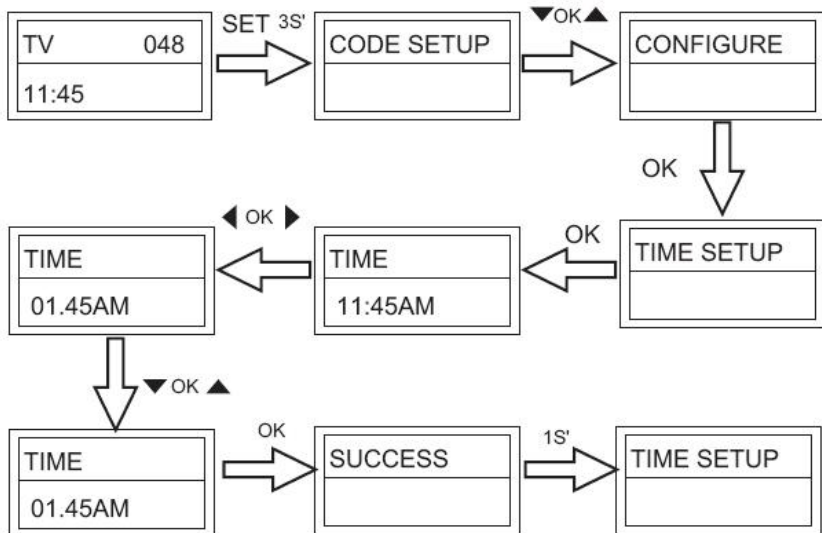 TV 048
11:45
SET 3S'
CODE SETUP
▼OK▲
CONFIGURE
OK
TIME SETUP
OK
TIME
11:45AM
◀ OK ▶
TIME
01.45AM
▼ OK ▲
TIME
01.45AM
OK
SUCCESS
1S'
TIME SETUP